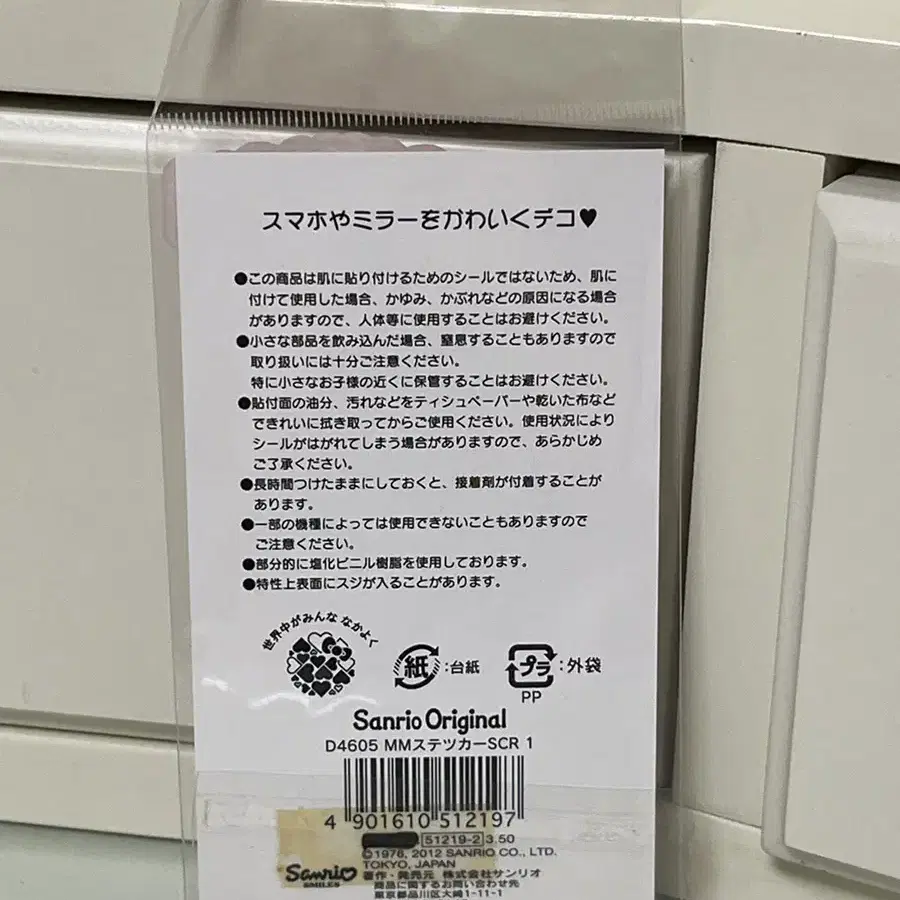 スマホやミラーをかわいくデコ♥
●この商品は肌に貼り付けるためのシールではないため、肌に
付けて使用した場合、かゆみ、かぶれなどの原因になる場合
がありますので、人体等に使用することはお避けください。
●小さな部品を飲み込んだ場合、窒息することもありますので
取り扱いには十分ご注意ください。
特に小さなお子様の近くに保管することはお避けください。
●貼付面の油分、汚れなどをティシュペーパーや乾いた布など
できれいに拭き取ってからご使用ください。使用状況により
シールがはがれてしまう場合がありますので、あらかじめ
ご了承ください。
●長時間つけたままにしておくと、接着剤が付着することが
あります。
●一部の機種によっては使用できないこともありますので
ご注意ください。
●部分的に塩化ビニル樹脂を使用しております。
●特性上表面にスジが入ることがあります。
世界中がみんな なかよく
紙:台紙
プラ:外袋
PP
Sanrio Original
D4605 MMステツカーSCR 1
4 901610 512197
51219-2 3.50
©1976, 2012 SANRIO CO., LTD.
TOKYO, JAPAN
Sanrio
SMILES
著作・発売元 株式会社サンリオ
商品に関するお問い合わせ先
東京都品川区大崎1-11-1